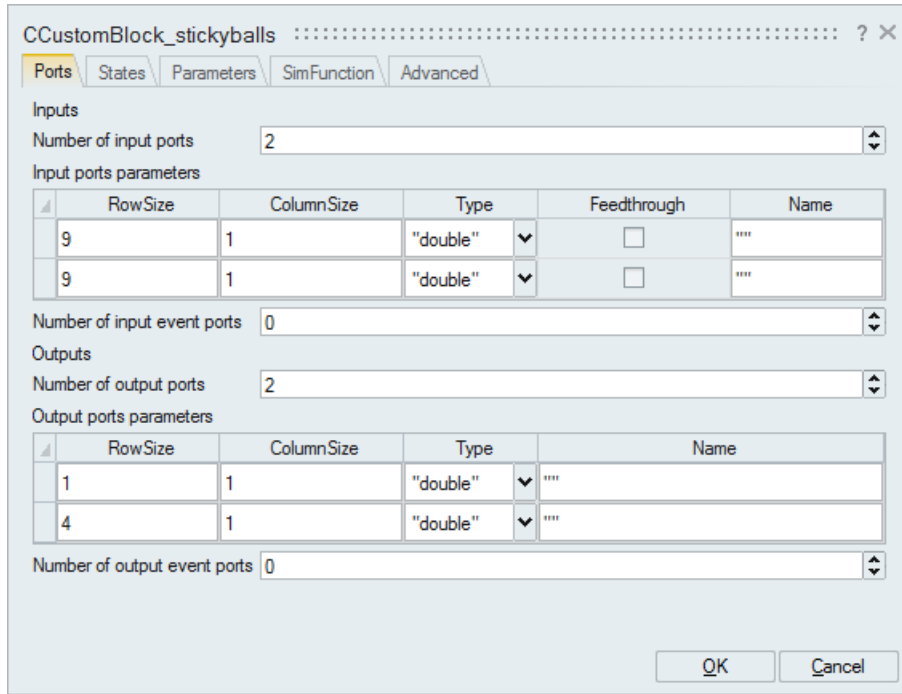 CCustomBlock_stickyballs ?
Ports States Parameters SimFunction Advanced
Inputs
Number of input ports 2
Input ports parameters
RowSize ColumnSize Type Feedthrough Name
9 1 "double" ""
9 1 "double" ""
Number of input event ports 0
Outputs
Number of output ports 2
Output ports parameters
RowSize ColumnSize Type Name
1 1 "double" ""
4 1 "double" ""
Number of output event ports 0
OK Cancel